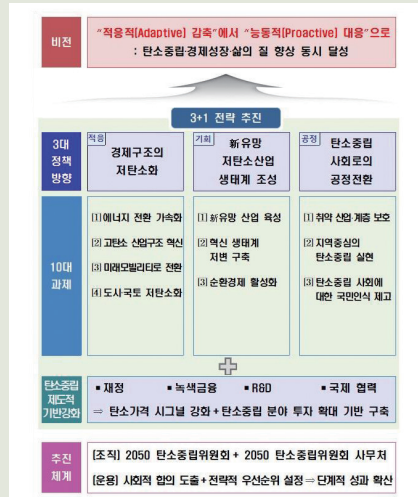 비전
"적응적(Adaptive) 감축"에서 "능동적(Proactive) 대응"으로
: 탄소중립·경제성장·삶의 질 향상 동시 달성
3+1 전략 추진
3대
정책
방향
적응
경제구조의
저탄소화
기회
新유망
저탄소산업
생태계 조성
공정
탄소중립
사회로의
공정전환
10대
과제
[1] 에너지 전환 가속화
[2] 고탄소 산업구조 혁신
[3] 미래모빌리티로 전환
[4] 도시·국토 저탄소화
[1] 新유망 산업 육성
[2] 혁신 생태계
저변 구축
[3] 순환경제 활성화
[1] 취약 산업·계층 보호
[2] 지역중심의
탄소중립 실현
[3] 탄소중립 사회에
대한 국민인식 제고
탄소중립
제도적
기반강화
▪ 재정 ▪ 녹색금융 ▪ R&D ▪ 국제 협력
⇒ 탄소가격 시그널 강화 + 탄소중립 분야 투자 확대 기반 구축
추진
체계
[조직] 2050 탄소중립위원회 + 2050 탄소중립위원회 사무처
[운용] 사회적 합의 도출 + 전략적 우선순위 설정 ⇒ 단계적 성과 확산